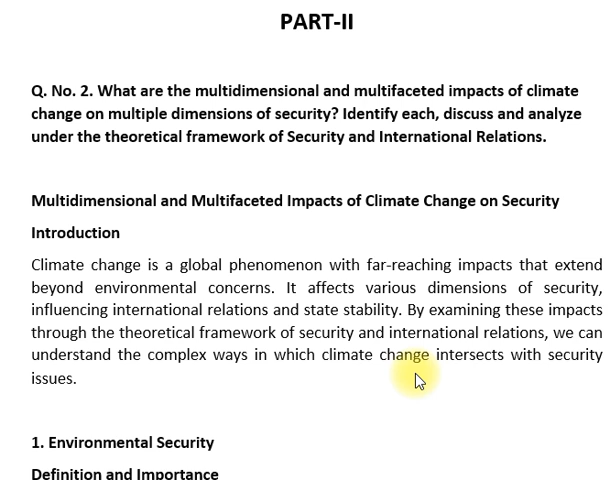 PART-II
Q. No. 2. What are the multidimensional and multifaceted impacts of climate
change on multiple dimensions of security? Identify each, discuss and analyze
under the theoretical framework of Security and International Relations.
Multidimensional and Multifaceted Impacts of Climate Change on Security
Introduction
Climate change is a global phenomenon with far-reaching impacts that extend
beyond environmental concerns. It affects various dimensions of security,
influencing international relations and state stability. By examining these impacts
through the theoretical framework of security and international relations, we can
understand the complex ways in which climate change intersects with security
issues.
1. Environmental Security
Definition and Importance